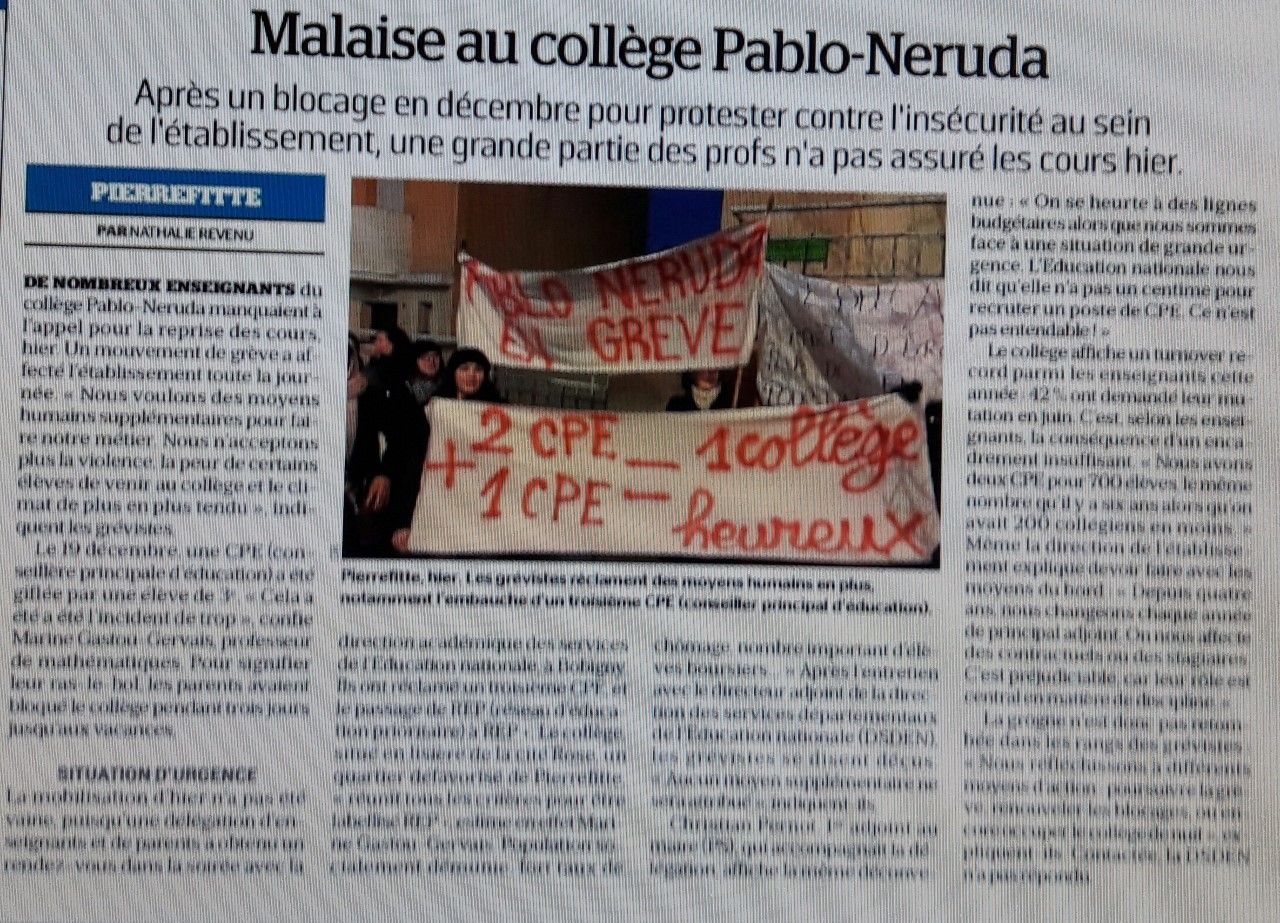 Malaise au collège Pablo-Neruda
Après un blocage en décembre pour protester contre l'insécurité au sein
de l'établissement, une grande partie des profs n'a pas assuré les cours hier.
PIERREFITTE
PAR NATHALIE REVENU
DE NOMBREUX ENSEIGNANTS du
collège Pablo-Neruda manquaient à
l'appel pour la reprise des cours,
hier. Un mouvement de grève a af-
fecté l'établissement toute la jour-
née. « Nous voulons des moyens
humains supplémentaires pour fai-
re notre métier. Nous n'acceptons
plus la violence, la peur de certains
élèves de venir au collège et le cli-
mat de plus en plus tendu », indi-
quent les grévistes.
Le 19 décembre, une CPE (con-
seillère principale d'éducation) a été
giflée par une élève de 3e. « Cela a
été a été l'incident de trop », confie
Marine Gastou-Gervais, professeur
de mathématiques. Pour signifier
leur ras-le-bol, les parents avaient
bloqué le collège pendant trois jours
jusqu'aux vacances.
SITUATION D'URGENCE
La mobilisation d'hier n'a pas été
vaine, puisqu'une délégation d'en-
seignants et de parents a obtenu un
rendez-vous dans la soirée avec la
PABLO NERUDA
EN GREVE
+ 2 CPE _ 1 collège
1 CPE — heureux
Pierrefitte, hier. Les grévistes réclament des moyens humains en plus,
notamment l'embauche d'un troisième CPE (conseiller principal d'éducation).
direction académique des services
de l'Éducation nationale, à Bobigny.
Ils ont réclamé un troisième CPE, et
le passage de REP (réseau d'éduca-
tion prioritaire) à REP +. Le collège
situé en lisière de la cité Rose, un
quartier défavorisé de Pierrefitte
« réunit tous les critères pour être
labellisé REP+, estime en effet Mari-
ne Gastou-Gervais. Population so-
cialement démunie, fort taux de
chômage, nombre important d'élè-
ves boursiers... » Après l'entretien
avec le directeur adjoint de la direc-
tion des services départementaux
de l'Éducation nationale (DSDEN),
les grévistes se disent déçus.
« Aucun moyen supplémentaire ne
sera attribué », indiquent-ils.
Christian Pernot, 1er adjoint au
maire (PS), qui accompagnait la dé-
légation, affiche la même déconve-
nue : « On se heurte à des lignes
budgétaires alors que nous sommes
face à une situation de grande ur-
gence. L'Éducation nationale nous
dit qu'elle n'a pas un centime pour
recruter un poste de CPE. Ce n'est
pas entendable ! »
Le collège affiche un turnover re-
cord parmi les enseignants cette
année : 42 % ont demandé leur mu-
tation en juin. C'est, selon les ensei-
gnants, la conséquence d'un enca-
drement insuffisant. « Nous avons
deux CPE pour 700 élèves, le même
nombre qu'il y a six ans alors qu'on
avait 200 collégiens en moins. »
Même la direction de l'établisse-
ment explique devoir faire avec les
moyens du bord : « Depuis quatre
ans, nous changeons chaque année
de principal adjoint. On nous affecte
des contractuels ou des stagiaires.
C'est préjudiciable, car leur rôle est
central en matière de discipline. »
La grogne n'est donc pas retom-
bée dans les rangs des grévistes :
« Nous réfléchissons à différents
moyens d'action : poursuivre la grè-
ve, renouveler les blocages, ou en-
core occuper le collège de nuit », ex-
pliquent-ils. Contactée, la DSDEN
n'a pas répondu.